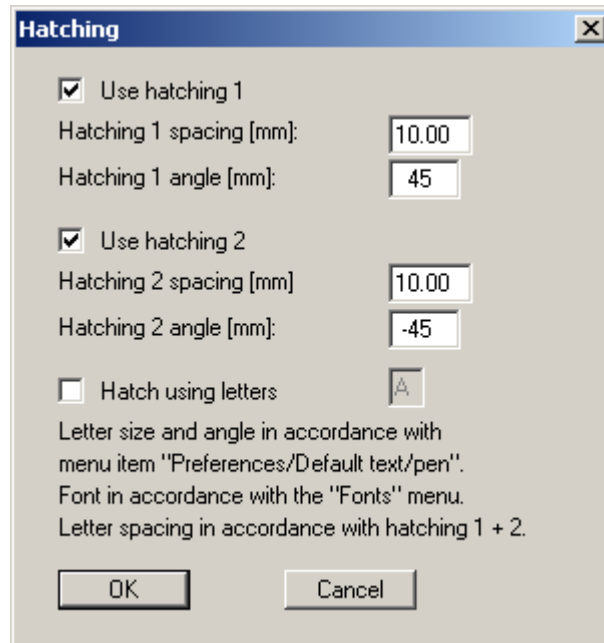 Hatching
Use hatching 1
Hatching 1 spacing [mm]: 10.00
Hatching 1 angle [mm]: 45
Use hatching 2
Hatching 2 spacing [mm] 10.00
Hatching 2 angle [mm]: -45
Hatch using letters A
Letter size and angle in accordance with
menu item "Preferences/Default text/pen".
Font in accordance with the "Fonts" menu.
Letter spacing in accordance with hatching 1 + 2.
OK Cancel